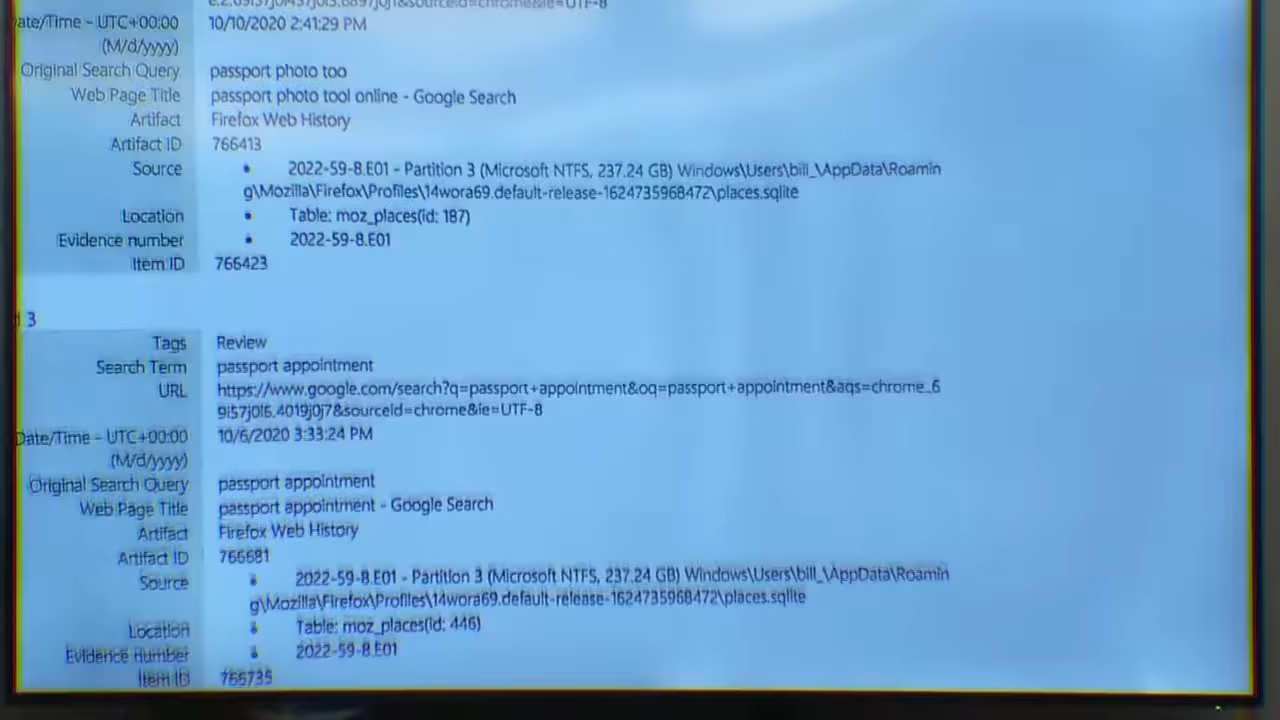 Date/Time - UTC+00:00 10/10/2020 2:41:29 PM
(M/d/yyyy)
Original Search Query passport photo too
Web Page Title passport photo tool online - Google Search
Artifact Firefox Web History
Artifact ID 766413
Source • 2022-59-8.E01 - Partition 3 (Microsoft NTFS, 237.24 GB) Windows\Users\bill_\AppData\Roamin
g\Mozilla\Firefox\Profiles\14wora69.default-release-1624735968472\places.sqlite
Location • Table: moz_places(id: 187)
Evidence number • 2022-59-8.E01
Item ID 766423
3
Tags Review
Search Term passport appointment
URL https://www.google.com/search?q=passport+appointment&oq=passport+appointment&aqs=chrome..6
9i57j0l6.4019j0j7&sourceid=chrome&ie=UTF-8
Date/Time - UTC+00:00 10/6/2020 3:33:24 PM
(M/d/yyyy)
Original Search Query passport appointment
Web Page Title passport appointment - Google Search
Artifact Firefox Web History
Artifact ID 766681
Source • 2022-59-8.E01 - Partition 3 (Microsoft NTFS, 237.24 GB) Windows\Users\bill_\AppData\Roamin
g\Mozilla\Firefox\Profiles\14wora69.default-release-1624735968472\places.sqlite
Location • Table: moz_places(id: 446)
Evidence number • 2022-59-8.E01
Item ID 766735